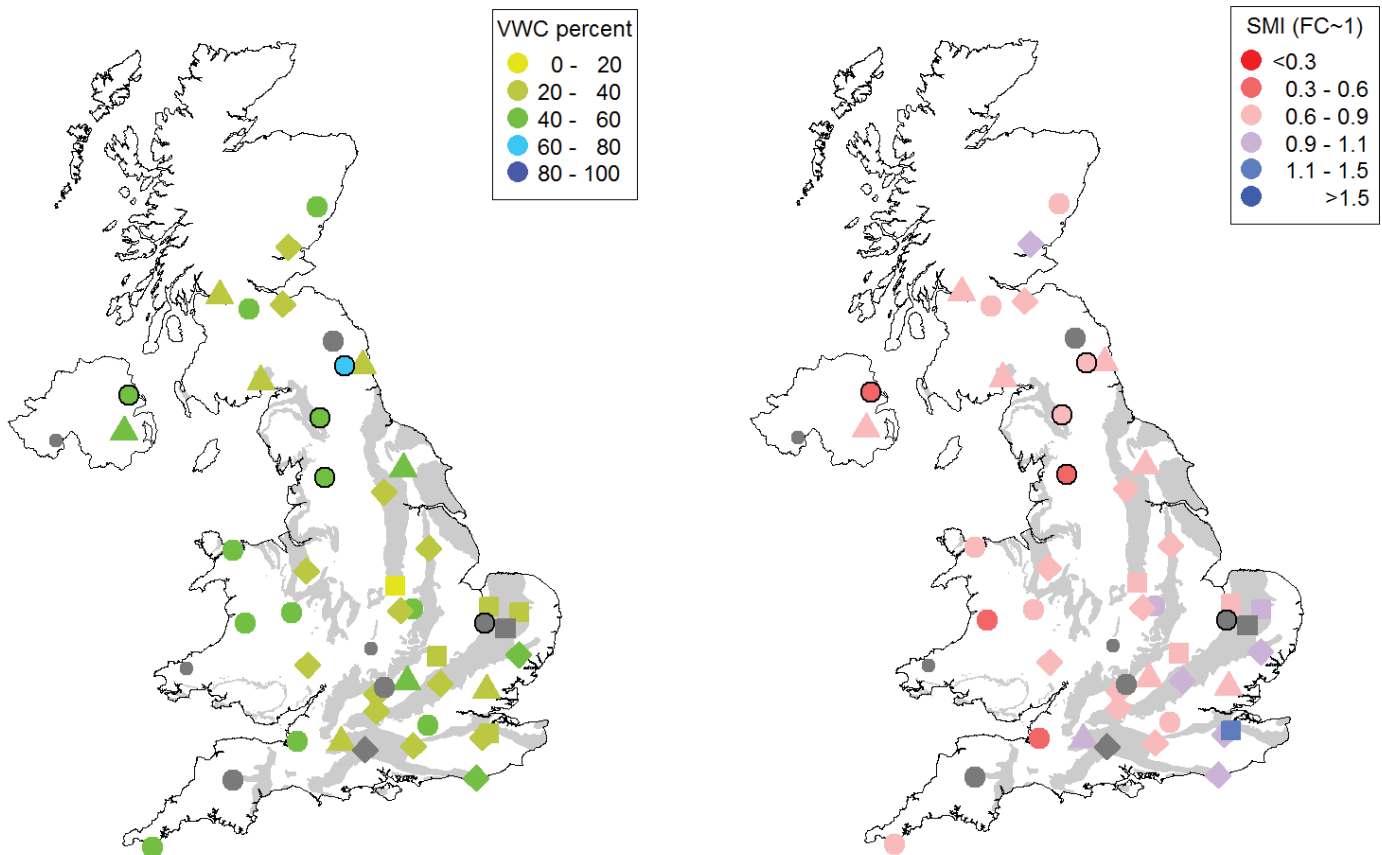 VWC percent
0 - 20
20 - 40
40 - 60
60 - 80
80 - 100
SMI (FC~1)
<0.3
0.3 - 0.6
0.6 - 0.9
0.9 - 1.1
1.1 - 1.5
>1.5